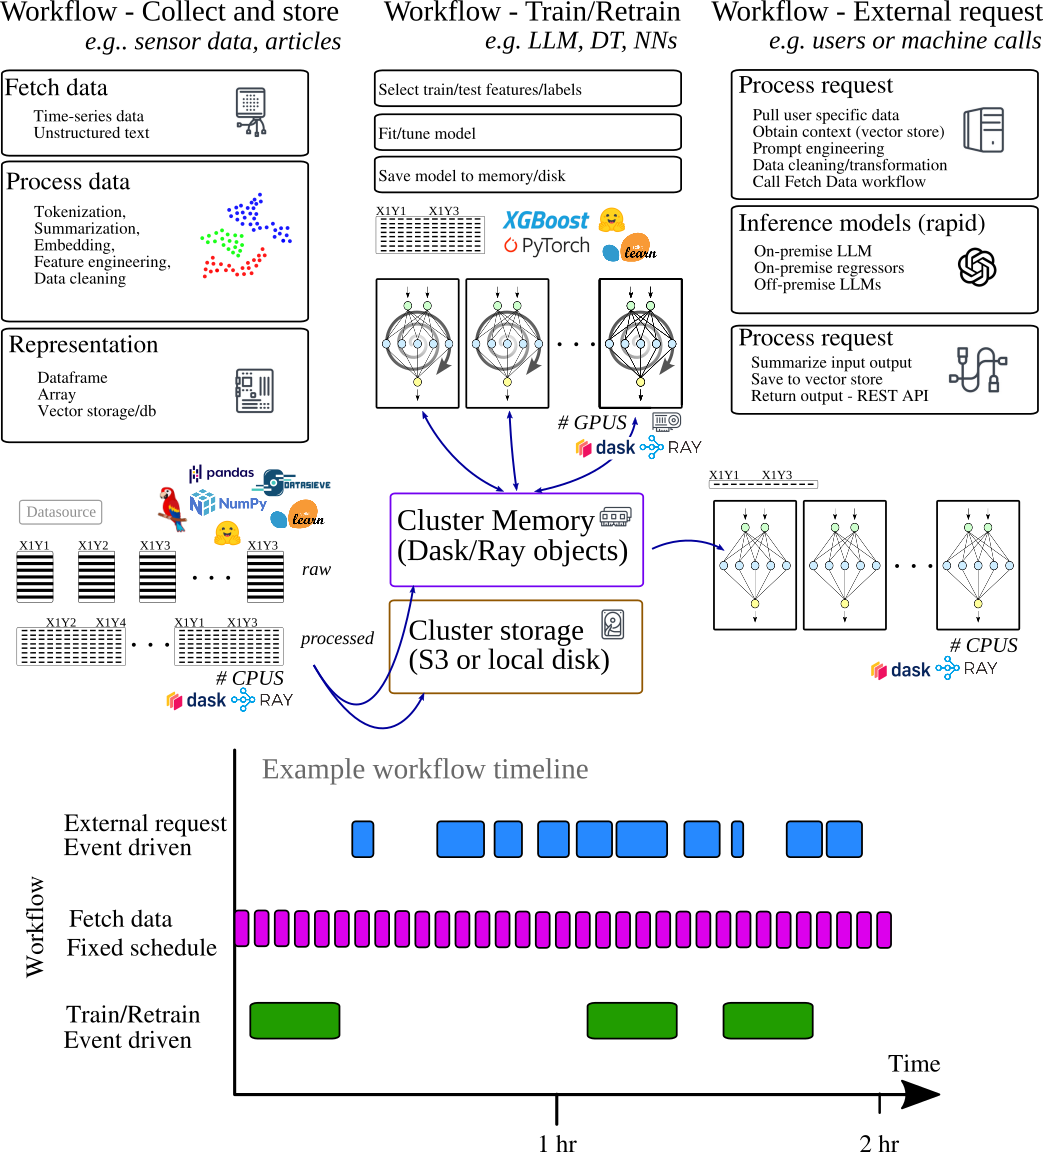 Workflow - Collect and store
e.g.. sensor data, articles
Fetch data
Time-series data
Unstructured text
Process data
Tokenization,
Summarization,
Embedding,
Feature engineering,
Data cleaning
Representation
Dataframe
Array
Vector storage/db
pandas
DATASIEVE
NumPy
learn
Datasource
X1Y1 X1Y2 X1Y3 X1Y3
raw
X1Y2 X1Y4 X1Y1 X1Y3
processed
# CPUS
dask RAY
Workflow - Train/Retrain
e.g. LLM, DT, NNs
Select train/test features/labels
Fit/tune model
Save model to memory/disk
X1Y1 X1Y3
XGBoost
PyTorch
learn
# GPUS
dask RAY
Cluster Memory
(Dask/Ray objects)
Cluster storage
(S3 or local disk)
Workflow - External request
e.g. users or machine calls
Process request
Pull user specific data
Obtain context (vector store)
Prompt engineering
Data cleaning/transformation
Call Fetch Data workflow
Inference models (rapid)
On-premise LLM
On-premise regressors
Off-premise LLMs
Process request
Summarize input output
Save to vector store
Return output - REST API
X1Y1 X1Y3
# CPUS
dask RAY
Example workflow timeline
Workflow
External request
Event driven
Fetch data
Fixed schedule
Train/Retrain
Event driven
Time
1 hr
2 hr